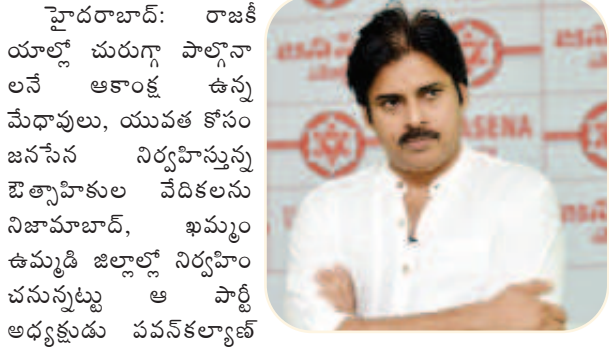 హైదరాబాద్: రాజకీ
యాల్లో చురుగ్గా పాల్గొనా
లనే ఆకాంక్ష ఉన్న
మేధావులు, యువత కోసం
జనసేన నిర్వహిస్తున్న
ఔత్సాహికుల వేదికలను
నిజామాబాద్, ఖమ్మం
ఉమ్మడి జిల్లాల్లో నిర్వహిం
చనున్నట్టు ఆ పార్టీ
అధ్యక్షుడు పవన్‌కల్యాణ్